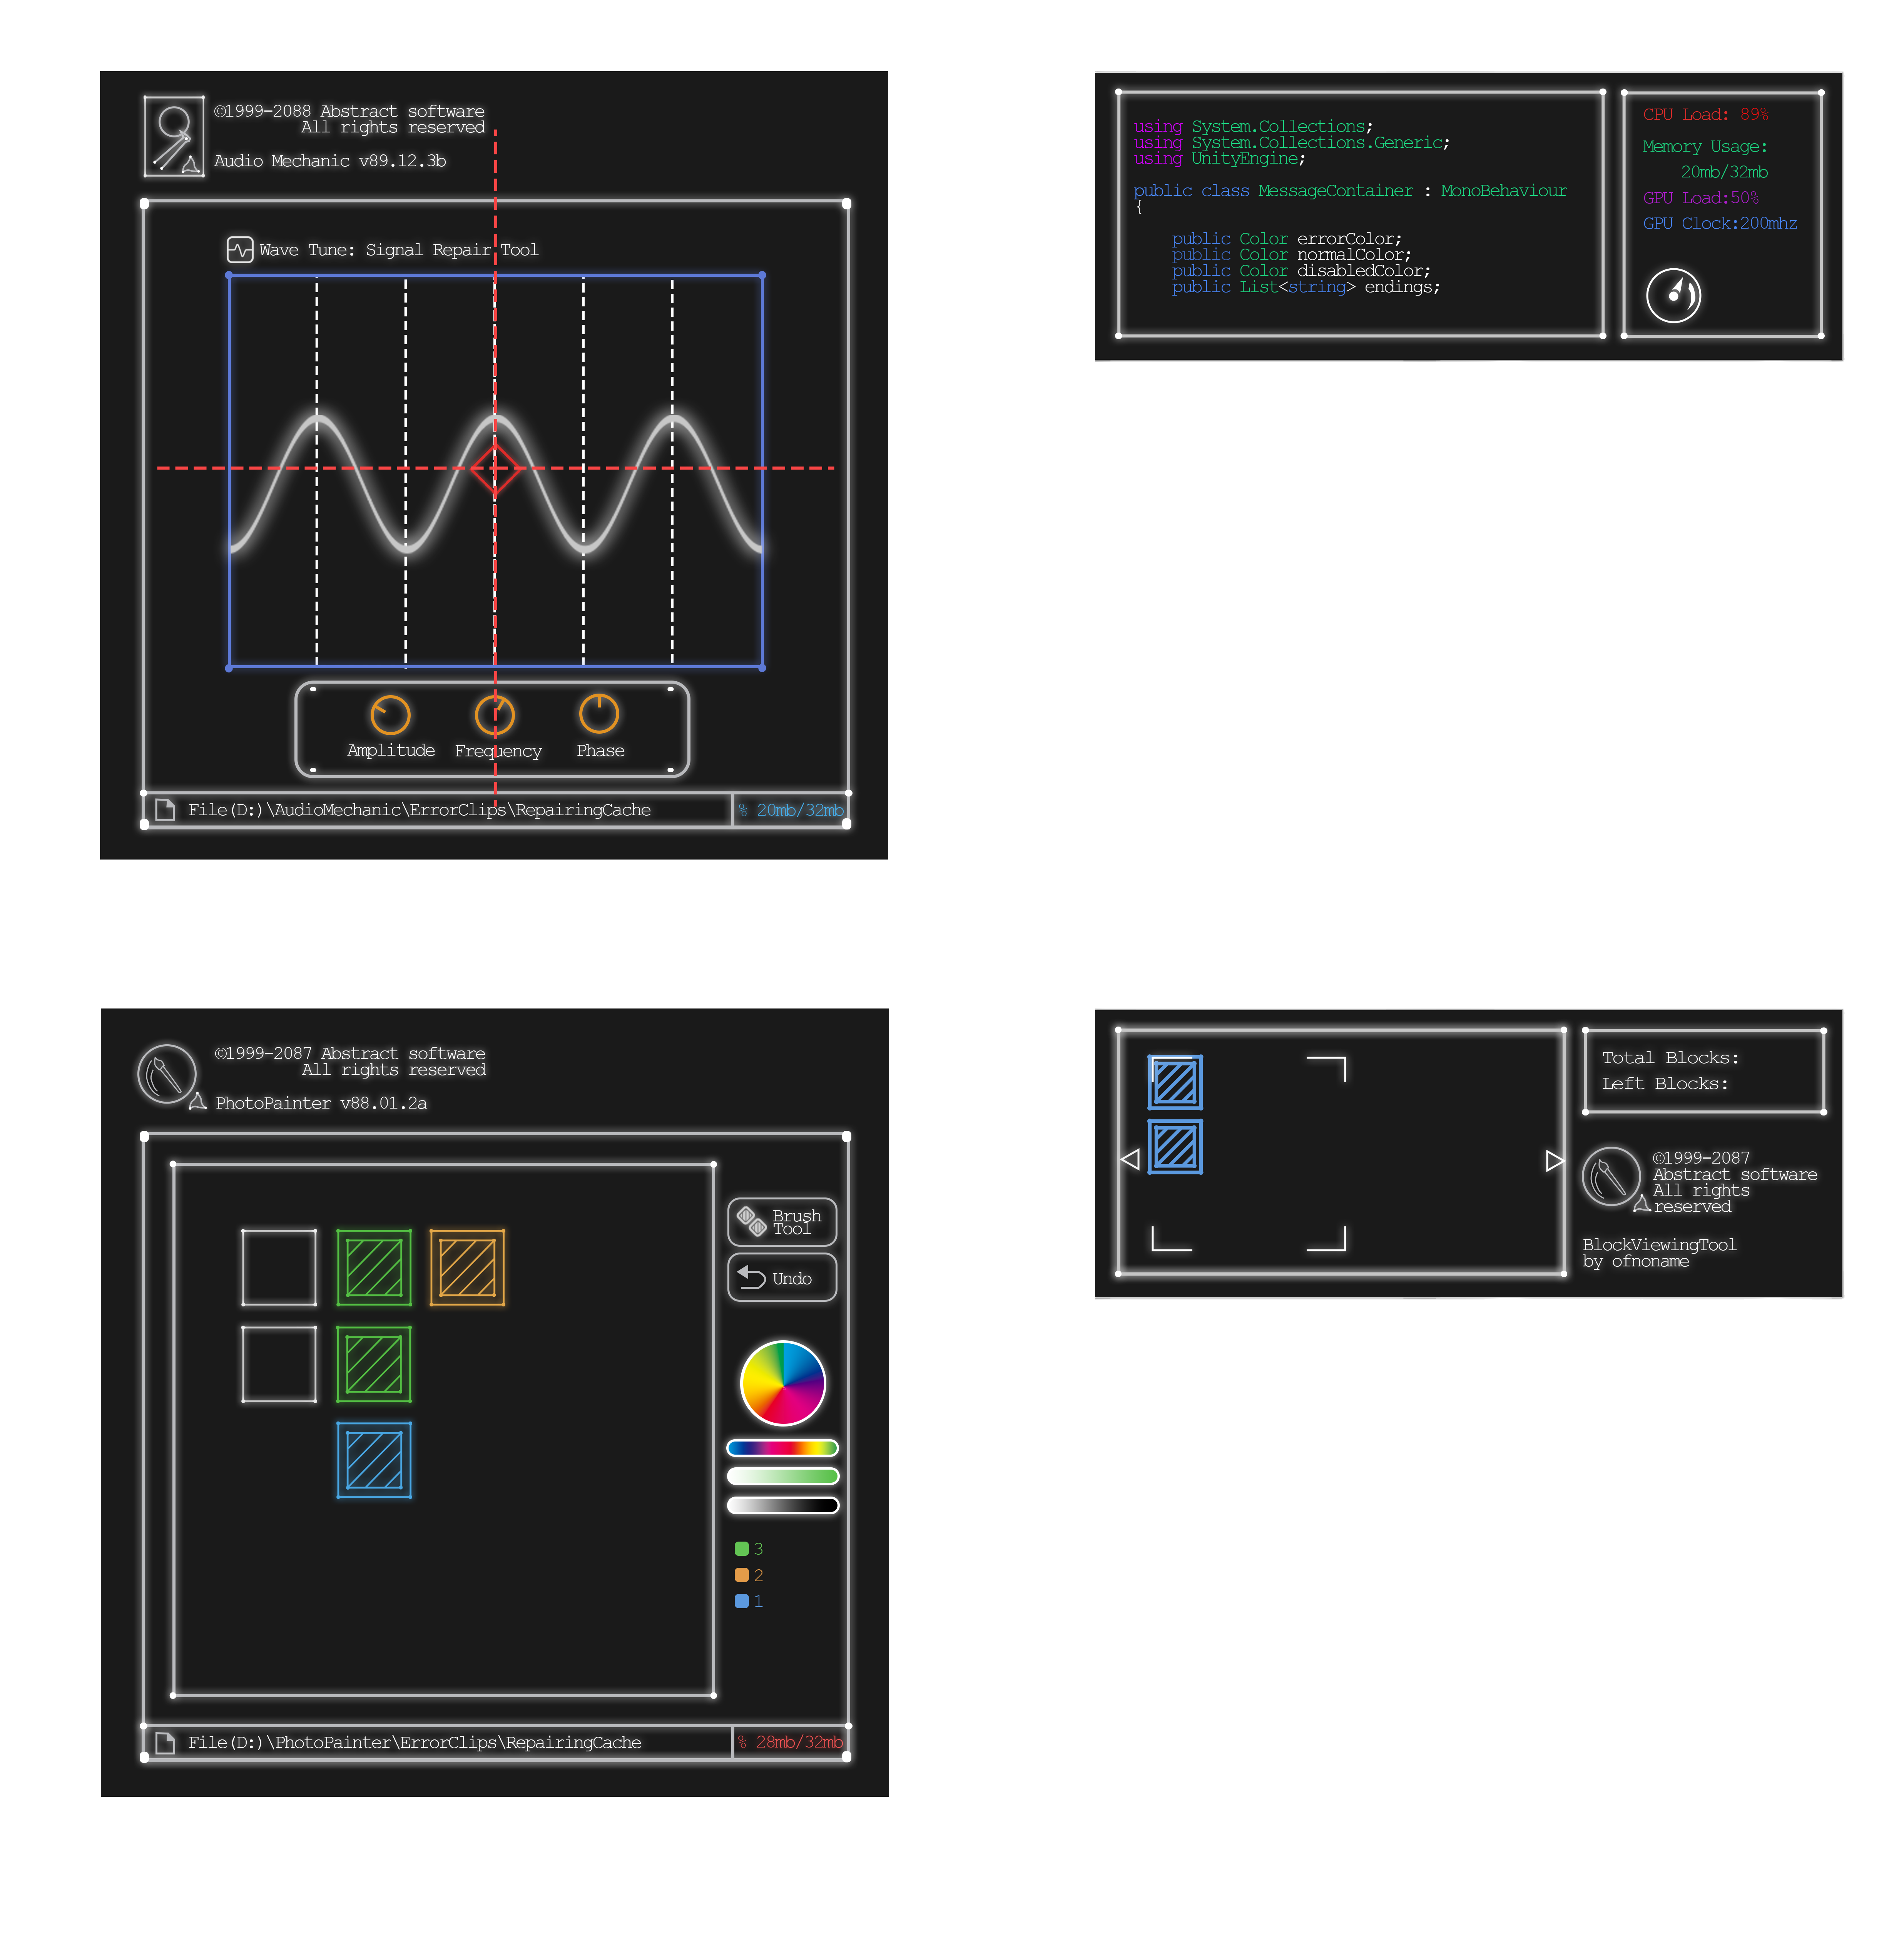 ©1999-2088 Abstract software
All rights reserved
Audio Mechanic v89.12.3b
Wave Tune: Signal Repair Tool
Amplitude
Frequency
Phase
File(D:)\AudioMechanic\ErrorClips\RepairingCache
% 20mb/32mb
using System.Collections;
using System.Collections.Generic;
using UnityEngine;
public class MessageContainer : MonoBehaviour
{
public Color errorColor;
public Color normalColor;
public Color disabledColor;
public List<string> endings;
CPU Load: 89%
Memory Usage:
20mb/32mb
GPU Load:50%
GPU Clock:200mhz
©1999-2087 Abstract software
All rights reserved
PhotoPainter v88.01.2a
Brush
Tool
Undo
3
2
1
File(D:)\PhotoPainter\ErrorClips\RepairingCache
% 28mb/32mb
Total Blocks:
Left Blocks:
©1999-2087
Abstract software
All rights
reserved
BlockViewingTool
by ofnoname